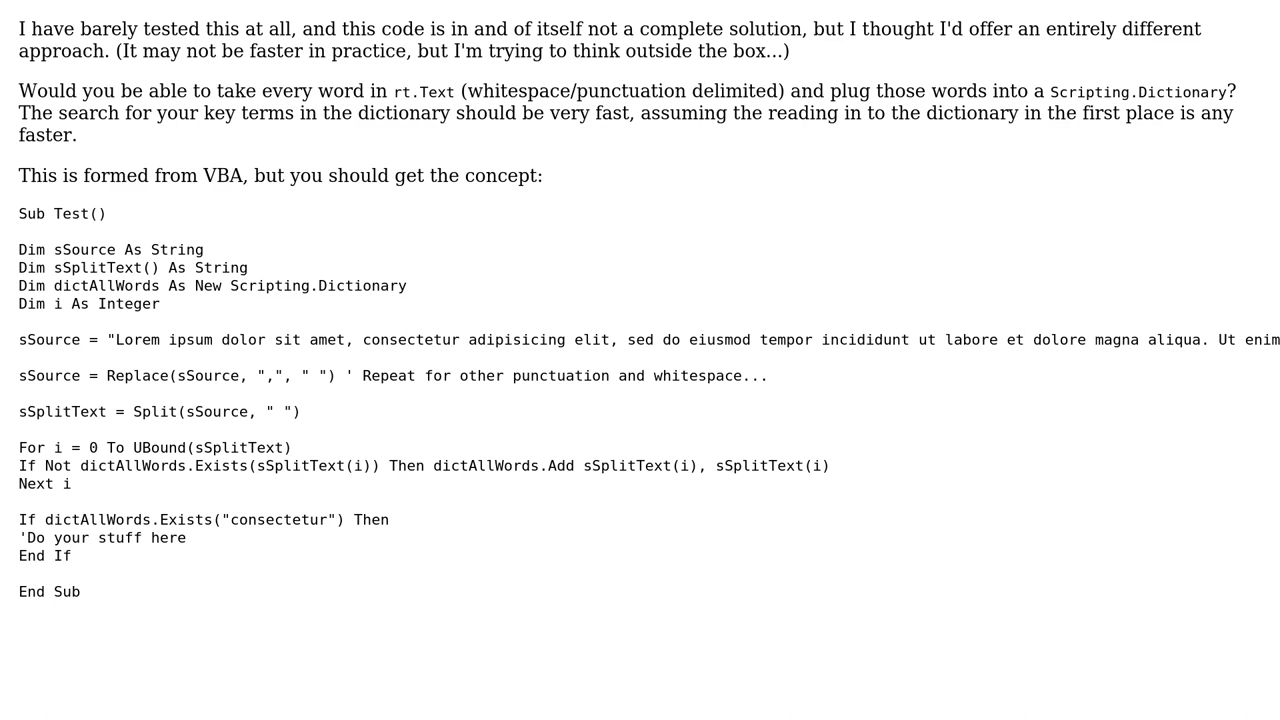 I have barely tested this at all, and this code is in and of itself not a complete solution, but I thought I'd offer an entirely different
approach. (It may not be faster in practice, but I'm trying to think outside the box...)
Would you be able to take every word in rt.Text (whitespace/punctuation delimited) and plug those words into a Scripting.Dictionary?
The search for your key terms in the dictionary should be very fast, assuming the reading in to the dictionary in the first place is any
faster.
This is formed from VBA, but you should get the concept:
Sub Test()
Dim sSource As String
Dim sSplitText() As String
Dim dictAllWords As New Scripting.Dictionary
Dim i As Integer
sSource = "Lorem ipsum dolor sit amet, consectetur adipisicing elit, sed do eiusmod tempor incididunt ut labore et dolore magna aliqua. Ut enim
sSource = Replace(sSource, ",", " ") ' Repeat for other punctuation and whitespace...
sSplitText = Split(sSource, " ")
For i = 0 To UBound(sSplitText)
If Not dictAllWords.Exists(sSplitText(i)) Then dictAllWords.Add sSplitText(i), sSplitText(i)
Next i
If dictAllWords.Exists("consectetur") Then
'Do your stuff here
End If
End Sub